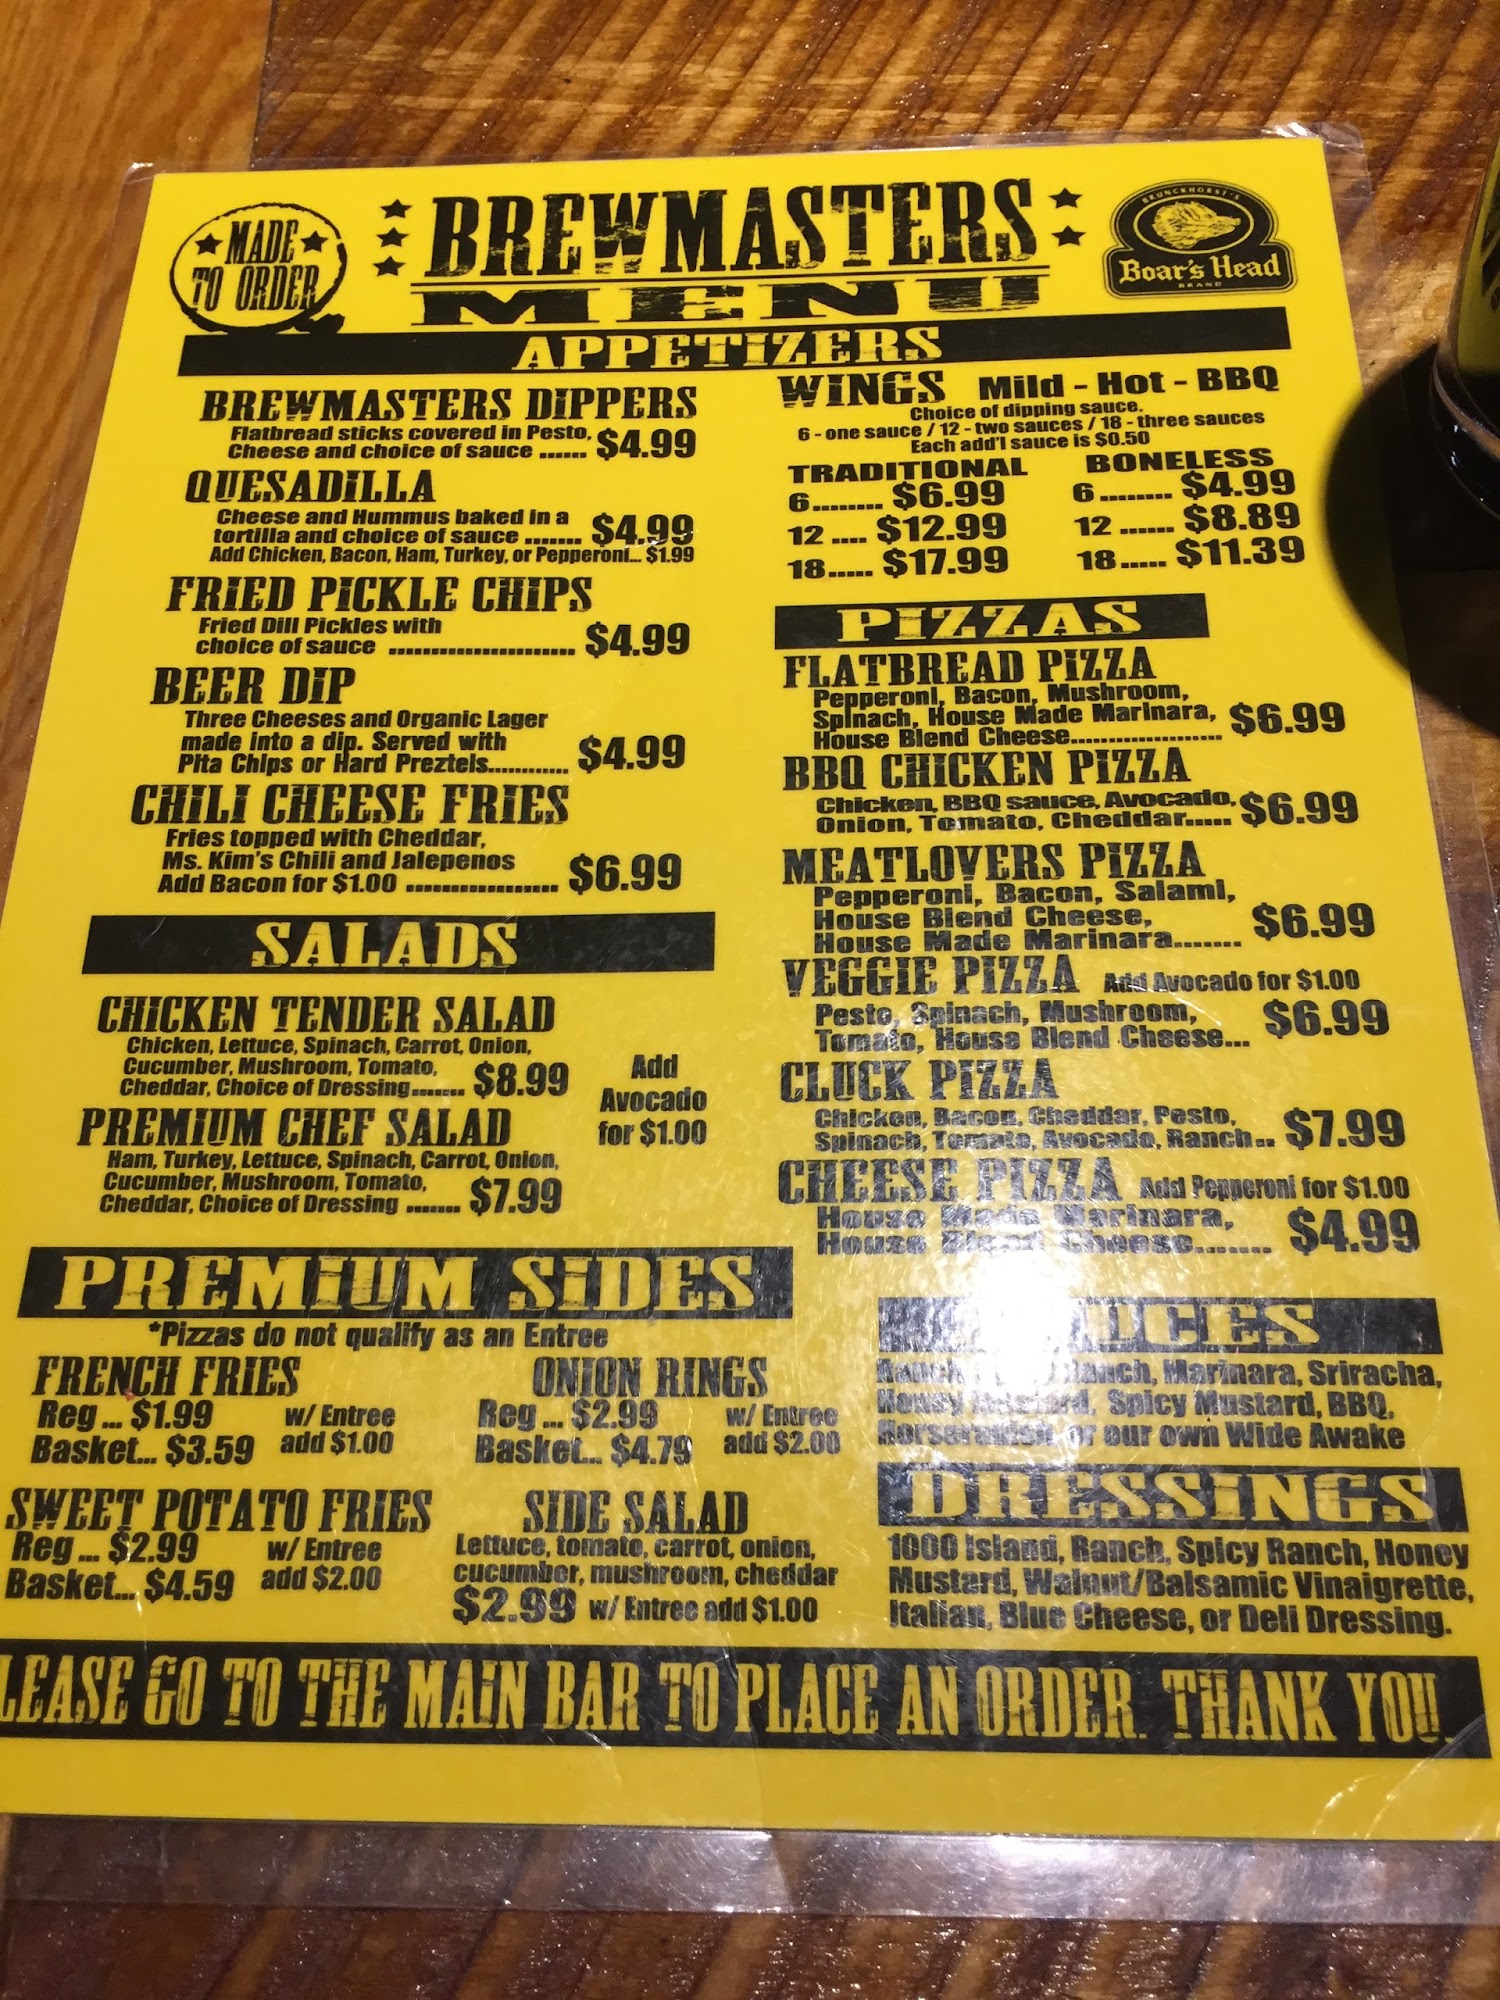 MADE
TO ORDER
BREWMASTERS
MENU
BRUNCKHORST'S
Boar's Head
BRAND
APPETIZERS
BREWMASTERS DIPPERS
Flatbread sticks covered in Pesto,
Cheese and choice of sauce ...... $4.99
QUESADILLA
Cheese and Hummus baked in a
tortilla and choice of sauce ....... $4.99
Add Chicken, Bacon, Ham, Turkey, or Pepperoni... $1.99
FRIED PICKLE CHIPS
Fried Dill Pickles with
choice of sauce ....................... $4.99
BEER DIP
Three Cheeses and Organic Lager
made into a dip. Served with
Pita Chips or Hard Preztels............ $4.99
CHILI CHEESE FRIES
Fries topped with Cheddar,
Ms. Kim's Chili and Jalepenos
Add Bacon for $1.00 .................. $6.99
WINGS Mild - Hot - BBQ
Choice of dipping sauce.
6 - one sauce / 12 - two sauces / 18 - three sauces
Each add'l sauce is $0.50
TRADITIONAL
6......... $6.99
12 .... $12.99
18..... $17.99
BONELESS
6......... $4.99
12 ...... $8.89
18..... $11.39
PIZZAS
FLATBREAD PIZZA
Pepperoni, Bacon, Mushroom,
Spinach, House Made Marinara,
House Blend Cheese.................... $6.99
BBQ CHICKEN PIZZA
Chicken, BBQ sauce, Avocado,
Onion, Tomato, Cheddar..... $6.99
MEATLOVERS PIZZA
Pepperoni, Bacon, Salami,
House Blend Cheese,
House Made Marinara....... $6.99
VEGGIE PIZZA Add Avocado for $1.00
Pesto, Spinach, Mushroom,
Tomato, House Blend Cheese... $6.99
CLUCK PIZZA
Chicken, Bacon, Cheddar, Pesto,
Spinach, Tomato, Avocado, Ranch.. $7.99
CHEESE PIZZA Add Pepperoni for $1.00
House Made Marinara,
House Blend Cheese........ $4.99
SALADS
CHICKEN TENDER SALAD
Chicken, Lettuce, Spinach, Carrot, Onion,
Cucumber, Mushroom, Tomato,
Cheddar, Choice of Dressing........ $8.99
PREMIUM CHEF SALAD
Ham, Turkey, Lettuce, Spinach, Carrot, Onion,
Cucumber, Mushroom, Tomato,
Cheddar, Choice of Dressing ....... $7.99
Add
Avocado
for $1.00
PREMIUM SIDES
*Pizzas do not qualify as an Entree
FRENCH FRIES
Reg ... $1.99 w/ Entree
Basket... $3.59 add $1.00
ONION RINGS
Reg ... $2.99 w/ Entree
Basket... $4.79 add $2.00
SWEET POTATO FRIES
Reg ... $2.99 w/ Entree
Basket... $4.59 add $2.00
SIDE SALAD
Lettuce, tomato, carrot, onion,
cucumber, mushroom, cheddar
$2.99 w/ Entree add $1.00
SAUCES
Ranch, Ranch, Marinara, Sriracha,
Honey Mustard, Spicy Mustard, BBQ,
Horseradish or our own Wide Awake
DRESSINGS
1000 Island, Ranch, Spicy Ranch, Honey
Mustard, Walnut/Balsamic Vinaigrette,
Italian, Blue Cheese, or Deli Dressing.
LEASE GO TO THE MAIN BAR TO PLACE AN ORDER. THANK YOU.